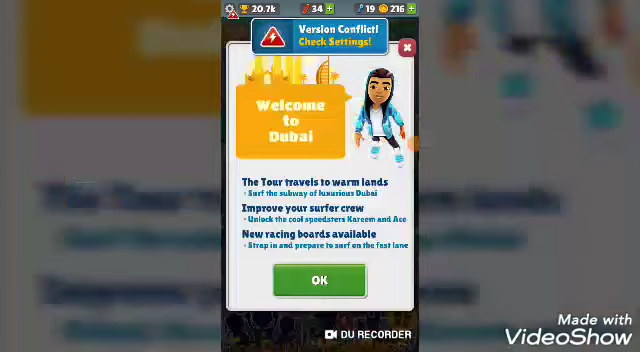 20.7k
34
19
216
Version Conflict!
Check Settings!
Welcome
to
Dubai
The Tour travels to warm lands
· Surf the subway of luxurious Dubai
Improve your surfer crew
· Unlock the cool speedsters Kareem and Ace
New racing boards available
· Strap in and prepare to surf on the fast lane
OK
DU RECORDER
Made with
VideoShow